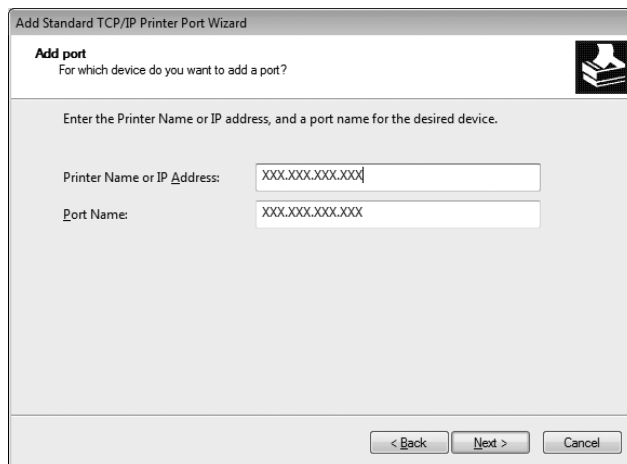 Add Standard TCP/IP Printer Port Wizard
Add port
For which device do you want to add a port?
Enter the Printer Name or IP address, and a port name for the desired device.
Printer Name or IP Address: XXX.XXX.XXX.XXX
Port Name: XXX.XXX.XXX.XXX
< Back Next > Cancel